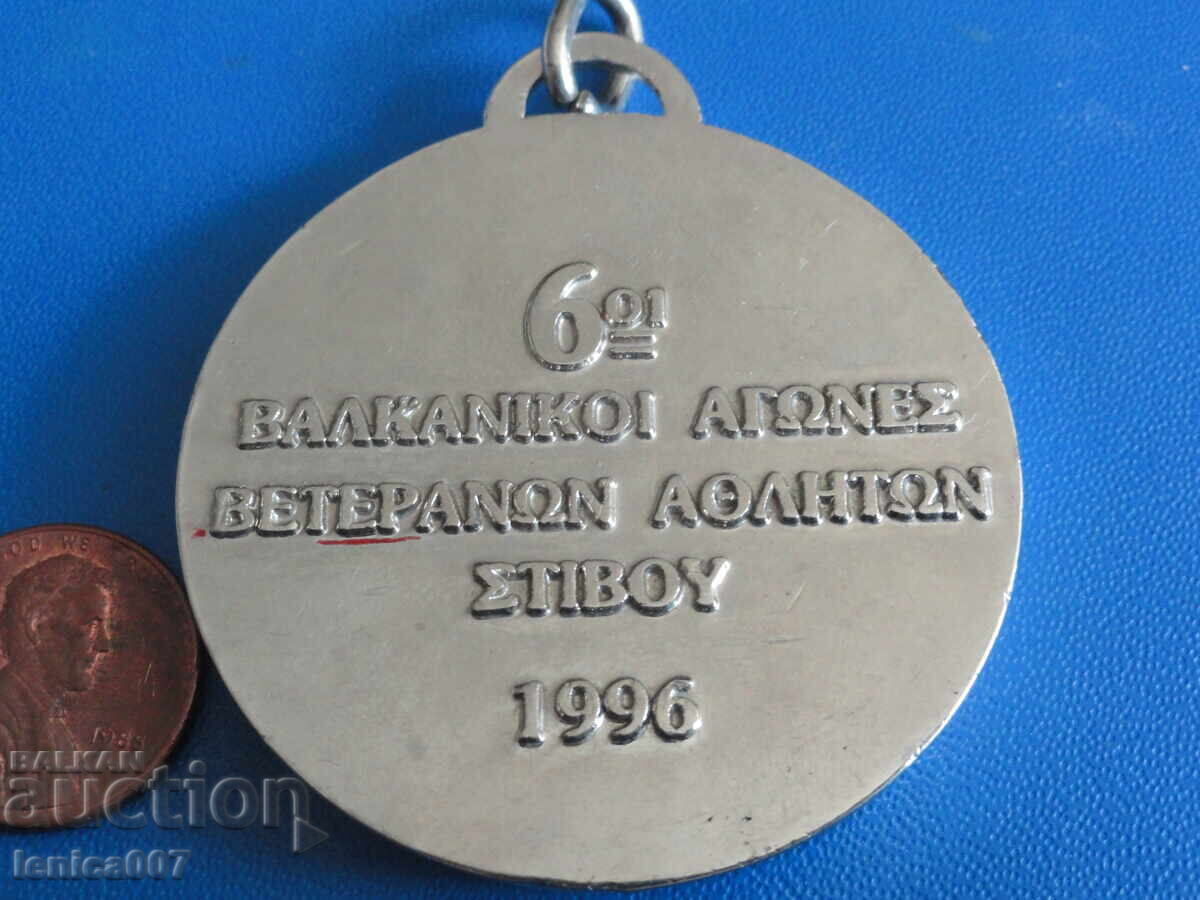 6οι
ΒΑΛΚΑΝΙΚΟΙ ΑΓΩΝΕΣ
ΒΕΤΕΡΑΝΩΝ ΑΘΛΗΤΩΝ
ΣΤΙΒΟΥ
1996
BALKAN
auction
lenica007